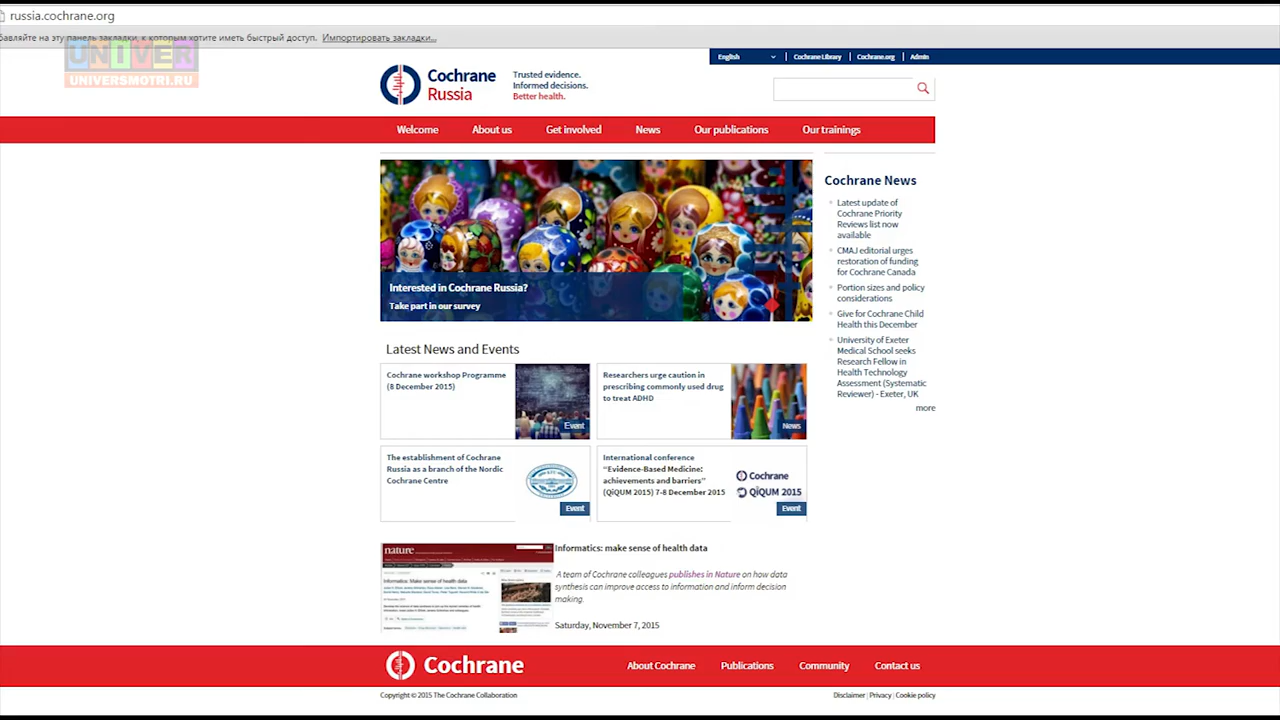 russia.cochrane.org
бавляйте на эту панель закладки, к которым хотите иметь быстрый доступ. Импортировать закладки...
UNIVER
UNIVERSMOTRI.RU
English
Cochrane Library
Cochrane.org
Admin
Cochrane
Russia
Trusted evidence.
Informed decisions.
Better health.
Welcome
About us
Get involved
News
Our publications
Our trainings
Interested in Cochrane Russia?
Take part in our survey
Cochrane News
Latest update of
Cochrane Priority
Reviews list now
available
CMAJ editorial urges
restoration of funding
for Cochrane Canada
Portion sizes and policy
considerations
Give for Cochrane Child
Health this December
University of Exeter
Medical School seeks
Research Fellow in
Health Technology
Assessment (Systematic
Reviewer) - Exeter, UK
more
Latest News and Events
Cochrane workshop Programme
(8 December 2015)
Event
Researchers urge caution in
prescribing commonly used drug
to treat ADHD
News
The establishment of Cochrane
Russia as a branch of the Nordic
Cochrane Centre
Event
International conference
“Evidence-Based Medicine:
achievements and barriers”
(QiQUM 2015) 7-8 December 2015
Cochrane
QiQUM 2015
Event
nature
Informatics: Make sense of health data
Informatics: make sense of health data
A team of Cochrane colleagues publishes in Nature on how data
synthesis can improve access to information and inform decision
making.
Saturday, November 7, 2015
Cochrane
About Cochrane
Publications
Community
Contact us
Copyright © 2015 The Cochrane Collaboration
Disclaimer | Privacy | Cookie policy